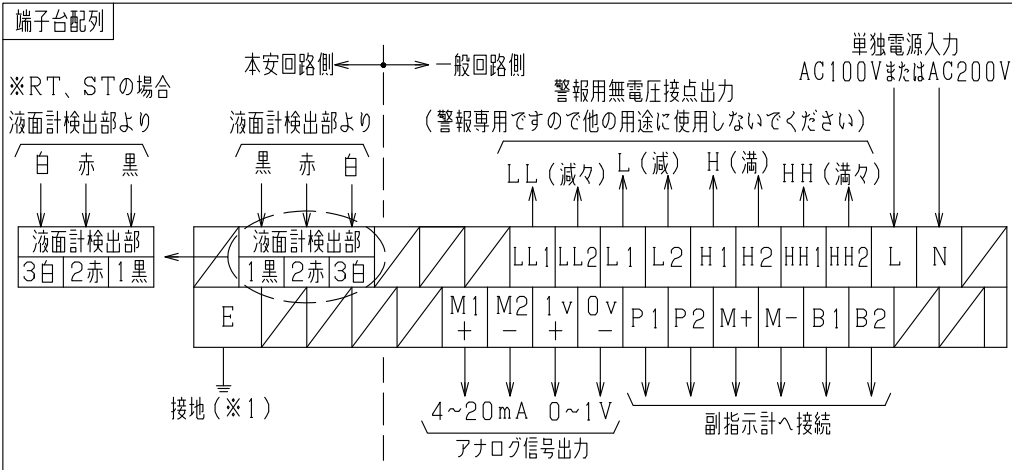 端子台配列
本安回路側
一般回路側
単独電源入力
AC100VまたはAC200V
※RT、STの場合
液面計検出部より
白 赤 黒
液面計検出部より
黒 赤 白
警報用無電圧接点出力
(警報専用ですので他の用途に使用しないでください)
LL(減々) L(減) H(満) HH(満々)
液面計検出部
3白 2赤 1黒
液面計検出部
1黒 2赤 3白
LL1 LL2 L1 L2 H1 H2 HH1 HH2 L N
E M1+ M2- 1v+ 0v- P1 P2 M+ M- B1 B2
接地(※1)
4~20mA 0~1V
アナログ信号出力
副指示計へ接続